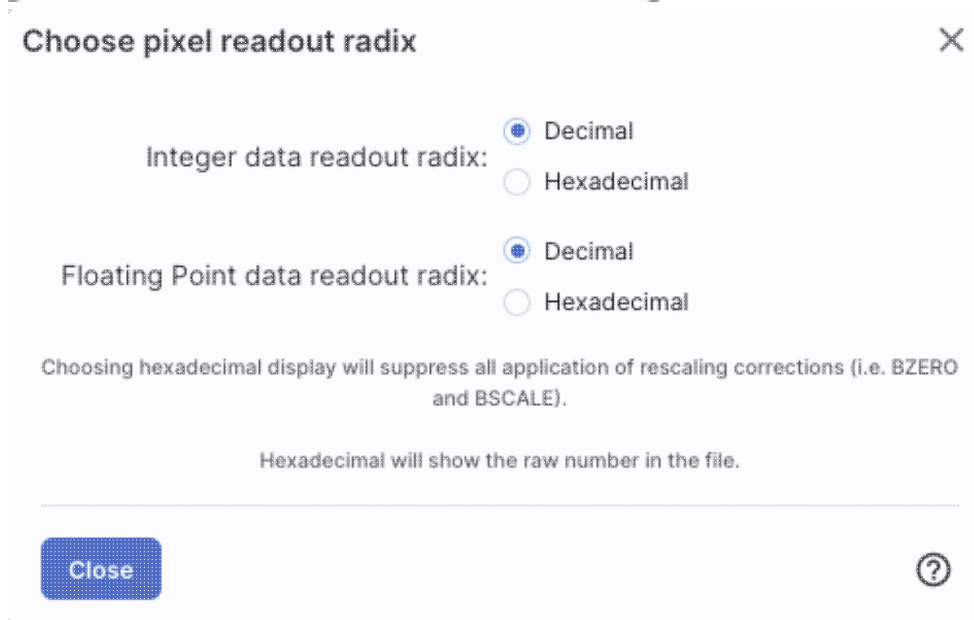 Choose pixel readout radix
Integer data readout radix:
Decimal
Hexadecimal
Floating Point data readout radix:
Decimal
Hexadecimal
Choosing hexadecimal display will suppress all application of rescaling corrections (i.e. BZERO
and BSCALE).
Hexadecimal will show the raw number in the file.
Close